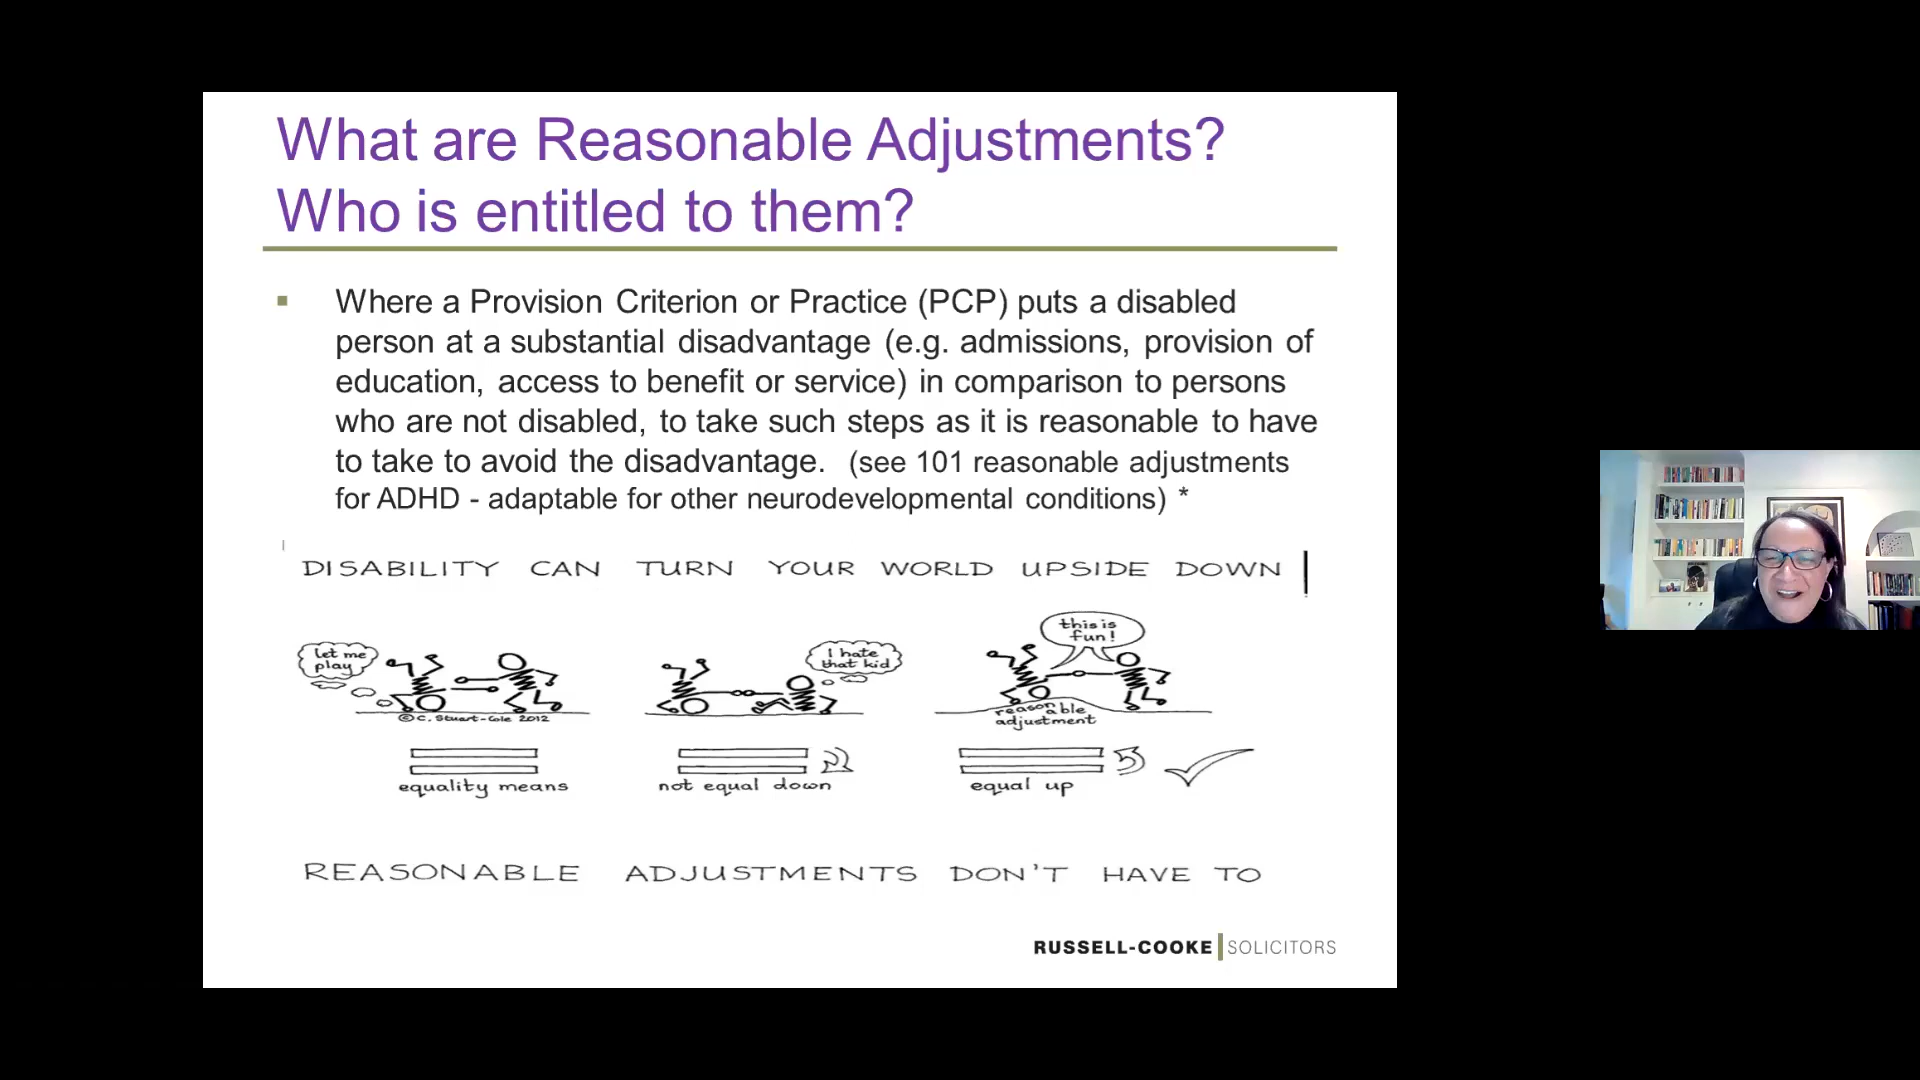 What are Reasonable Adjustments?
Who is entitled to them?
Where a Provision Criterion or Practice (PCP) puts a disabled
person at a substantial disadvantage (e.g. admissions, provision of
education, access to benefit or service) in comparison to persons
who are not disabled, to take such steps as it is reasonable to have
to take to avoid the disadvantage. (see 101 reasonable adjustments
for ADHD - adaptable for other neurodevelopmental conditions) *
DISABILITY CAN TURN YOUR WORLD UPSIDE DOWN
let me
play
© C. Stuart-Cole 2012
equality means
I hate
that kid
not equal down
this is
fun!
reasonable
adjustment
equal up
REASONABLE ADJUSTMENTS DON'T HAVE TO
RUSSELL-COOKE SOLICITORS